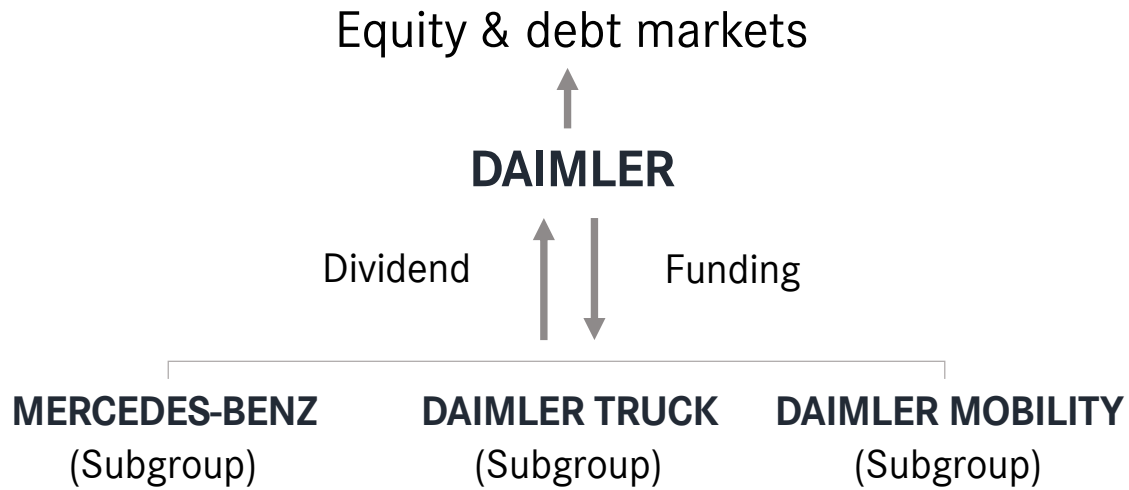 Equity & debt markets
DAIMLER
Dividend
Funding
MERCEDES-BENZ
DAIMLER TRUCK
DAIMLER MOBILITY
(Subgroup)
(Subgroup)
(Subgroup)